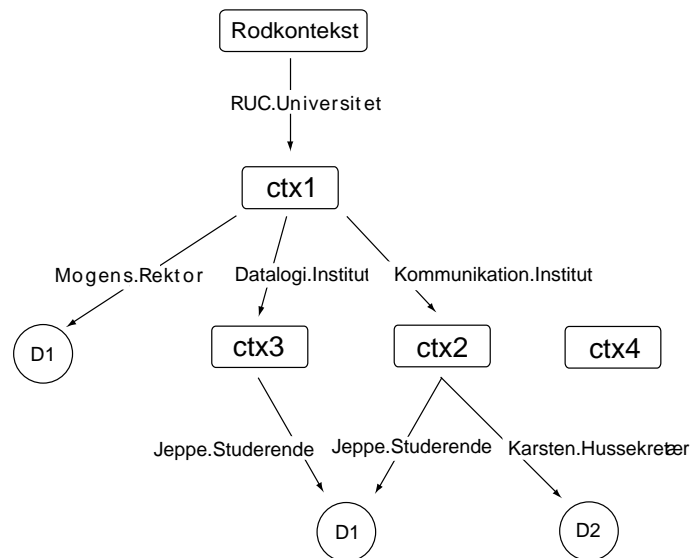 Rodkontekst
RUC.Universitet
ctx1
Mogens.Rektor
Datalogi.Institut
Kommunikation.Institut
D1
ctx3
ctx2
ctx4
Jeppe.Studerende
Jeppe.Studerende
Karsten.Hussekretær
D1
D2